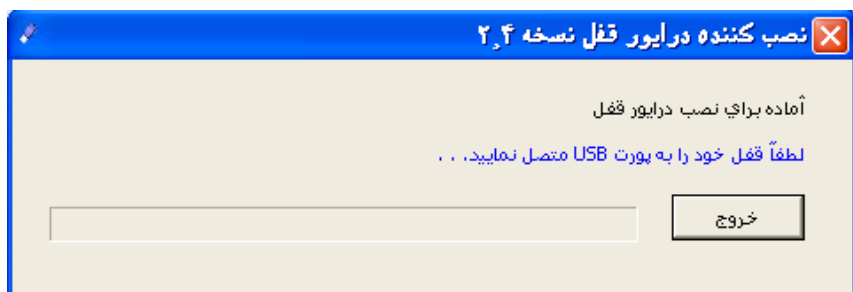 نصب کننده درایور قفل نسخه ۲٫۴
آماده براي نصب درایور قفل
لطفاً قفل خود را به پورت USB متصل نمایید. . .
خروج